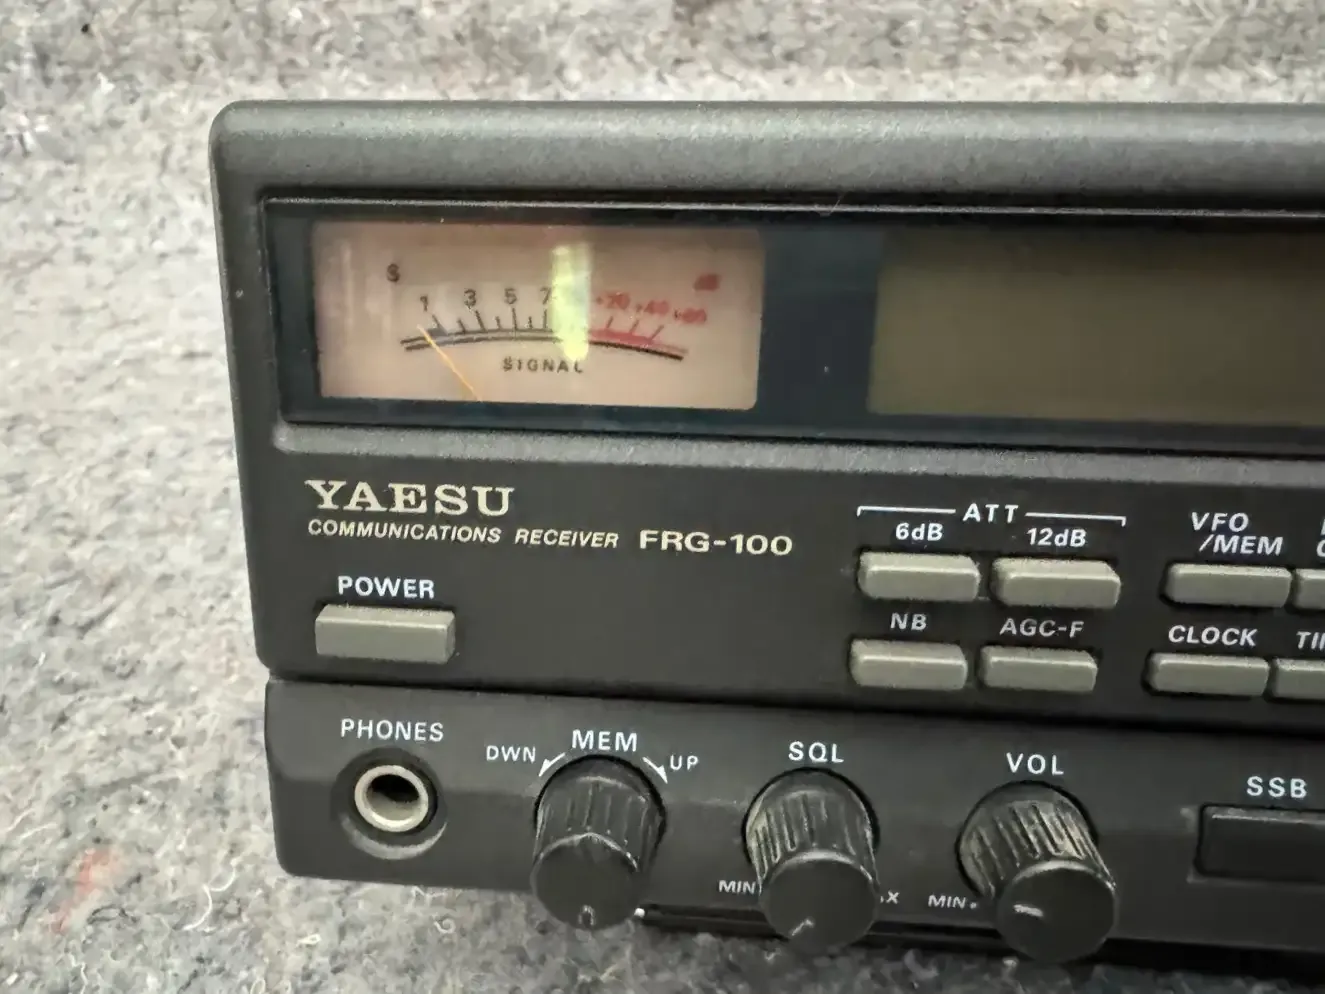 S dB
1 3 5 7 +20 +40 +60
SIGNAL
YAESU
COMMUNICATIONS RECEIVER FRG-100
POWER
ATT
6dB 12dB
VFO
/MEM
NB AGC-F
CLOCK
PHONES
DWN MEM UP
SQL
VOL
SSB
MIN
MIN